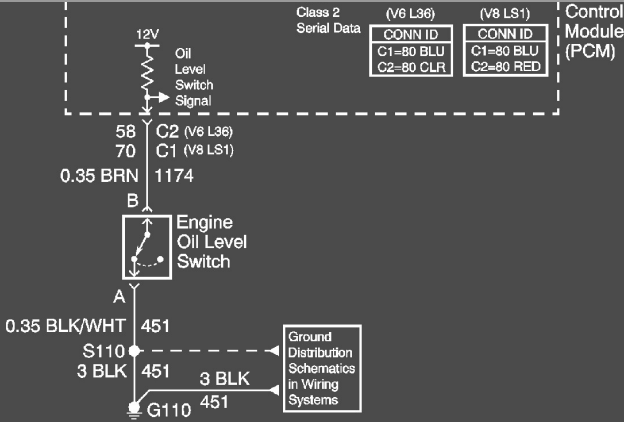 Class 2
Serial Data
(V6 L36)
CONN ID
C1=80 BLU
C2=80 CLR
(V8 LS1)
CONN ID
C1=80 BLU
C2=80 RED
Control
Module
(PCM)
12V
Oil
Level
Switch
Signal
58 C2 (V6 L36)
70 C1 (V8 LS1)
0.35 BRN 1174
B
Engine
Oil Level
Switch
A
0.35 BLK/WHT 451
S110
3 BLK 451
Ground
Distribution
Schematics
in Wiring
Systems
3 BLK
451
G110